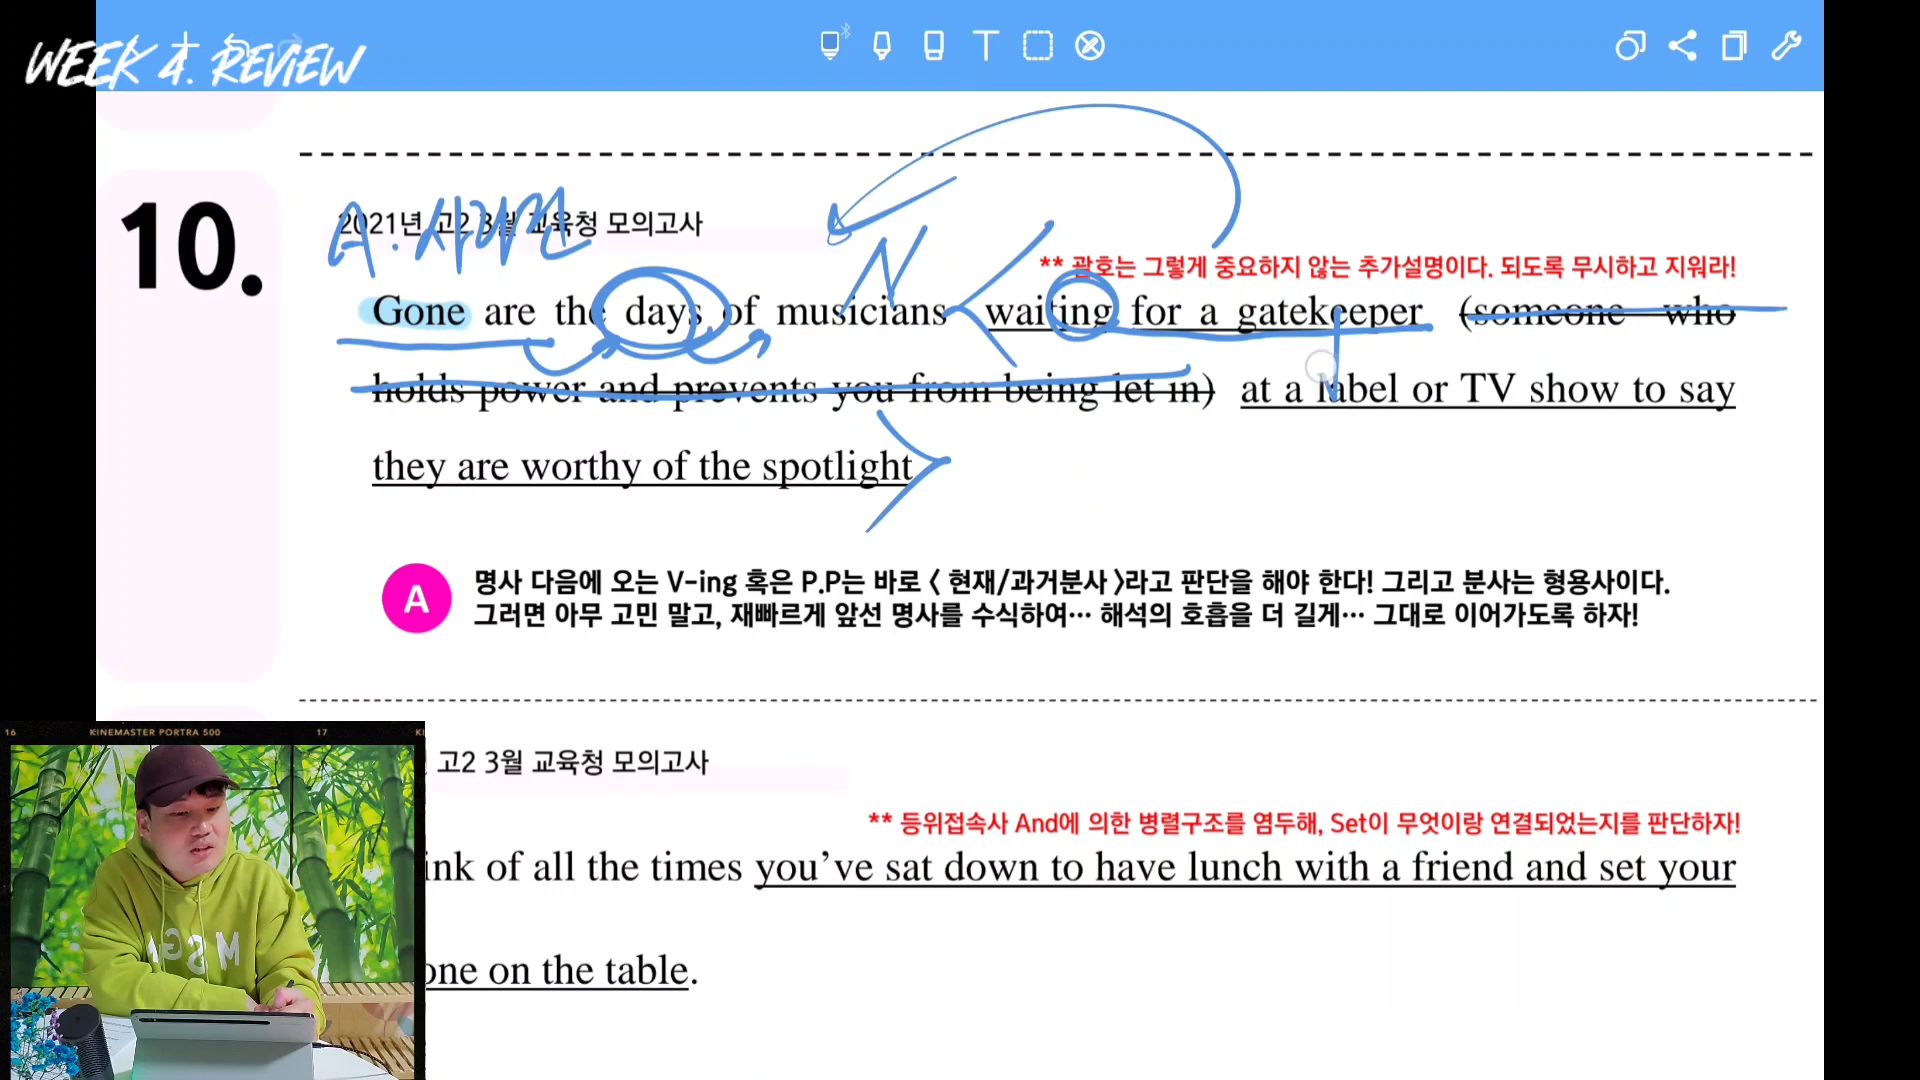 WEEK 4. REVIEW
10.
2021년 고2 3월 교육청 모의고사
A. 사라진
N
** 괄호는 그렇게 중요하지 않는 추가설명이다. 되도록 무시하고 지워라!
Gone are the days of musicians waiting for a gatekeeper (someone who
holds power and prevents you from being let in) at a label or TV show to say
they are worthy of the spotlight
A
명사 다음에 오는 V-ing 혹은 P.P는 바로 < 현재/과거분사 >라고 판단을 해야 한다! 그리고 분사는 형용사이다.
그러면 아무 고민 말고, 재빠르게 앞선 명사를 수식하여... 해석의 호흡을 더 길게... 그대로 이어가도록 하자!
고2 3월 교육청 모의고사
** 등위접속사 And에 의한 병렬구조를 염두해, Set이 무엇이랑 연결되었는지를 판단하자!
ink of all the times you've sat down to have lunch with a friend and set your
one on the table.
16 KINEMASTER PORTRA 500 17 KI